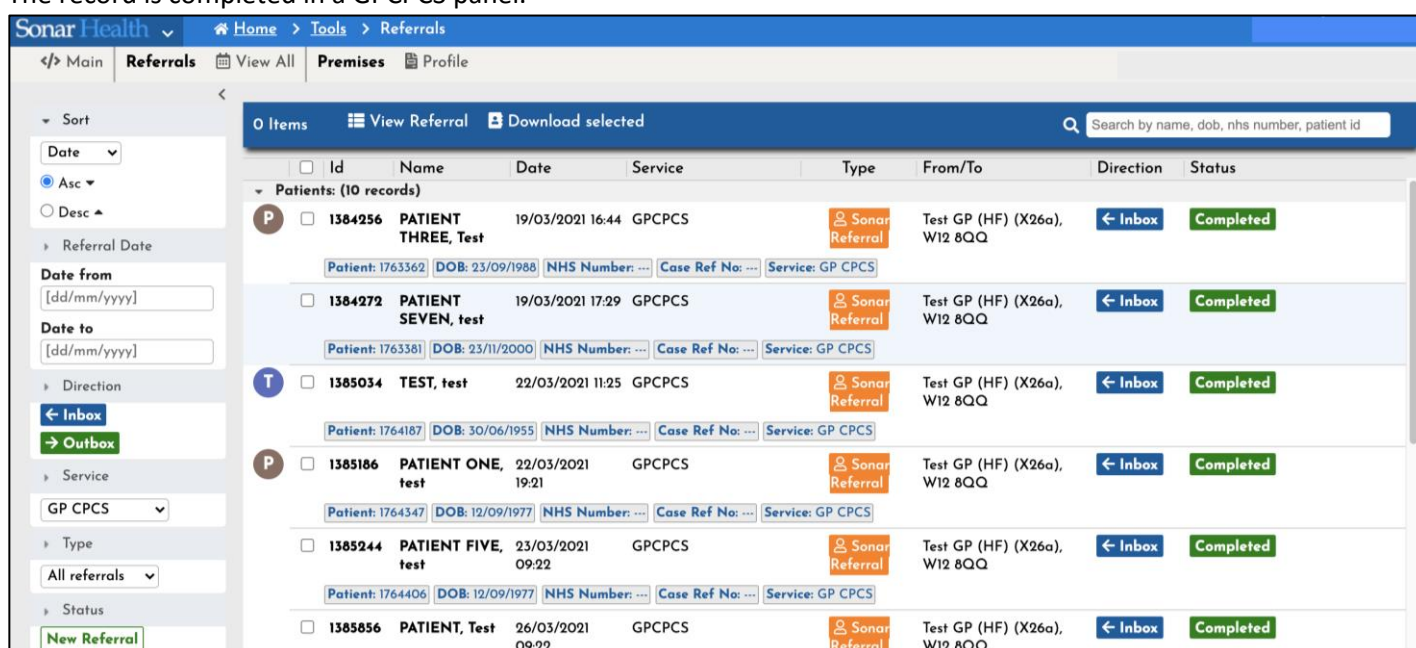 The record is completed in a GPCPCS panel.
Sonar Health Home > Tools > Referrals
</> Main Referrals View All Premises Profile
Sort
0 Items View Referral Download selected Search by name, dob, nhs number, patient id
Date
Id Name Date Service Type From/To Direction Status
Asc
Patients: (10 records)
Desc
P 1384256 PATIENT 19/03/2021 16:44 GPCPCS Sonar Test GP (HF) (X26a), ← Inbox Completed
THREE, Test Referral W12 8QQ
Referral Date
Patient: 1763362 DOB: 23/09/1988 NHS Number: --- Case Ref No: --- Service: GP CPCS
Date from
[dd/mm/yyyy]
1384272 PATIENT 19/03/2021 17:29 GPCPCS Sonar Test GP (HF) (X26a), ← Inbox Completed
SEVEN, test Referral W12 8QQ
Date to
[dd/mm/yyyy]
Patient: 1763381 DOB: 23/11/2000 NHS Number: --- Case Ref No: --- Service: GP CPCS
Direction
T 1385034 TEST, test 22/03/2021 11:25 GPCPCS Sonar Test GP (HF) (X26a), ← Inbox Completed
Referral W12 8QQ
← Inbox
→ Outbox
Patient: 1764187 DOB: 30/06/1955 NHS Number: --- Case Ref No: --- Service: GP CPCS
Service
P 1385186 PATIENT ONE, 22/03/2021 GPCPCS Sonar Test GP (HF) (X26a), ← Inbox Completed
test 19:21 Referral W12 8QQ
GP CPCS
Patient: 1764347 DOB: 12/09/1977 NHS Number: --- Case Ref No: --- Service: GP CPCS
Type
1385244 PATIENT FIVE, 23/03/2021 GPCPCS Sonar Test GP (HF) (X26a), ← Inbox Completed
test 09:22 Referral W12 8QQ
All referrals
Patient: 1764406 DOB: 12/09/1977 NHS Number: --- Case Ref No: --- Service: GP CPCS
Status
1385856 PATIENT, Test 26/03/2021 GPCPCS Sonar Test GP (HF) (X26a), ← Inbox Completed
New Referral
09:22 Referral W12 8QQ